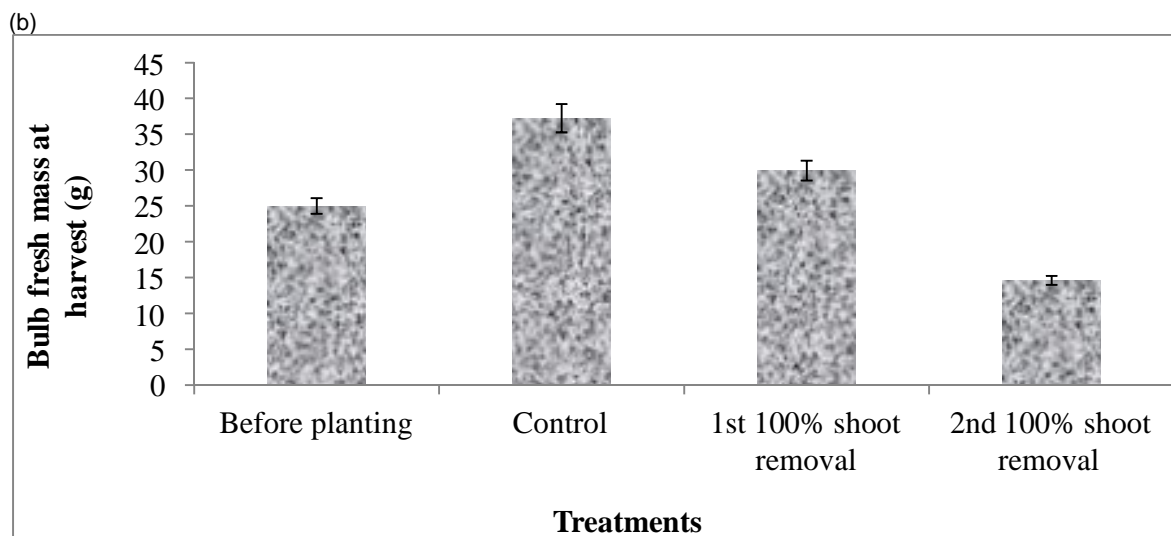 (b)
Bulb fresh mass at
harvest (g)
45
40
35
30
25
20
15
10
5
0
Before planting
Control
1st 100% shoot
removal
2nd 100% shoot
removal
Treatments